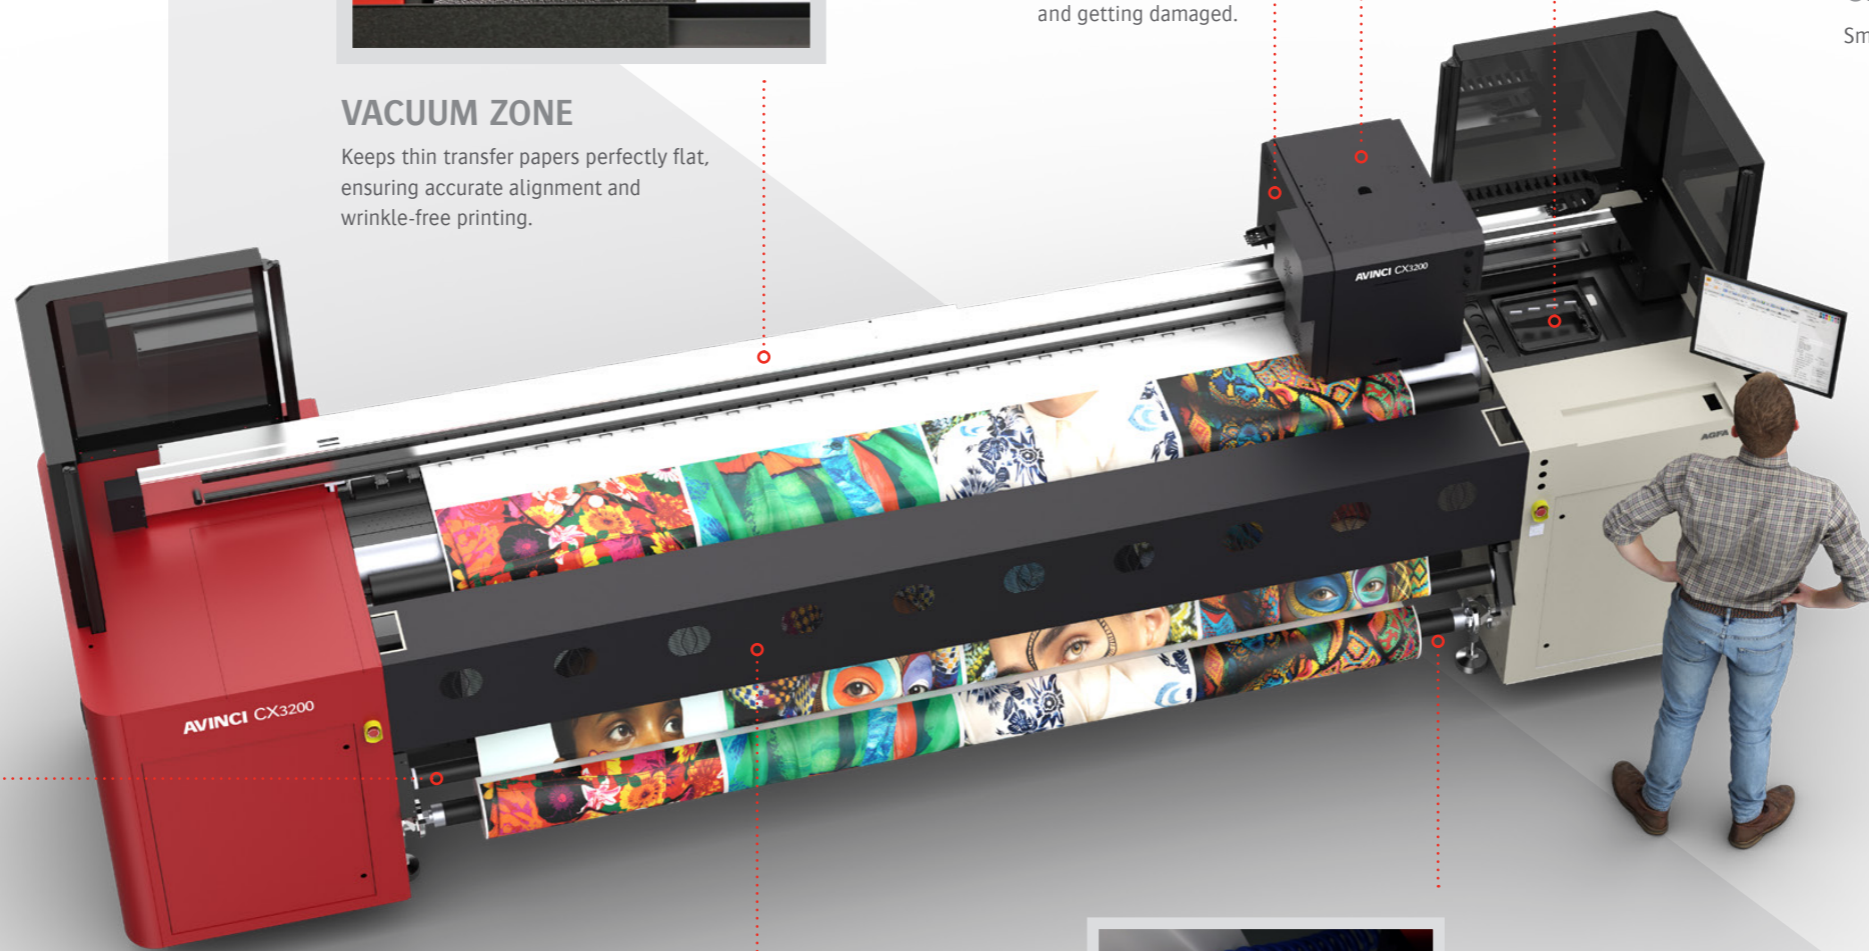 and getting damaged.
Sm
VACUUM ZONE
Keeps thin transfer papers perfectly flat,
ensuring accurate alignment and
wrinkle-free printing.
AVINCI CX3200
AGFA
AVINCI CX3200